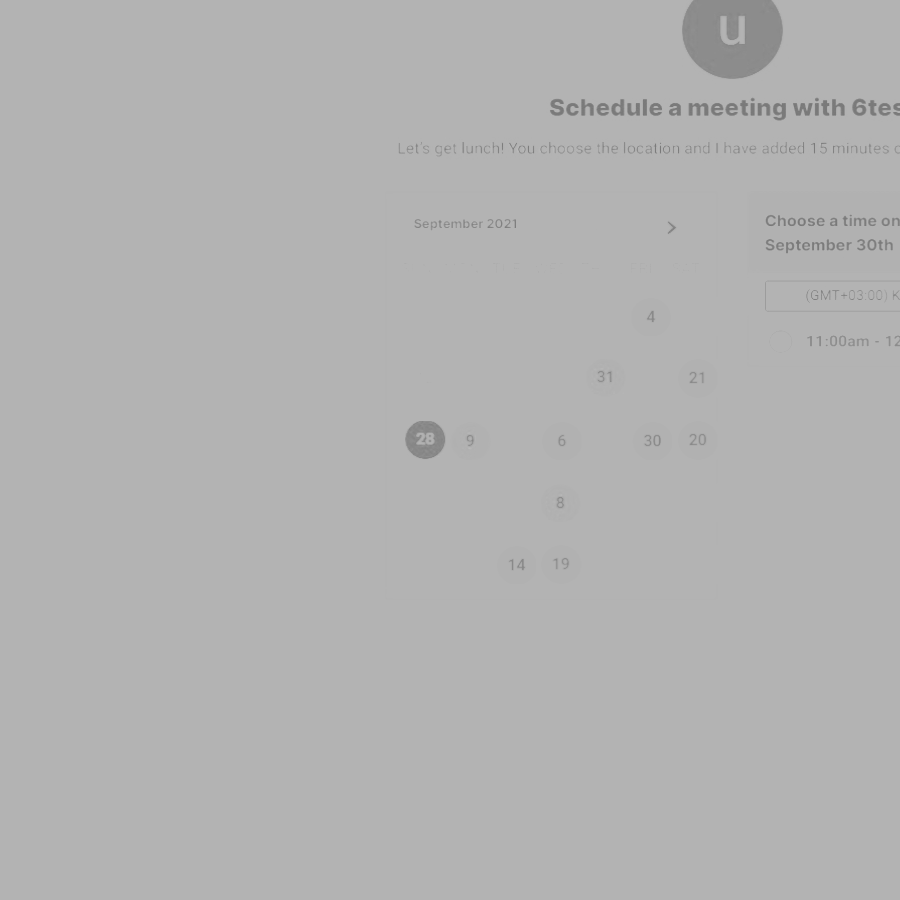 u
Schedule a meeting with 6tes
Let's get lunch! You choose the location and I have added 15 minutes
September 2021
Choose a time on
September 30th
(GMT+03:00) K
11:00am - 12
4
31 21
28 9 6 30 20
8
14 19